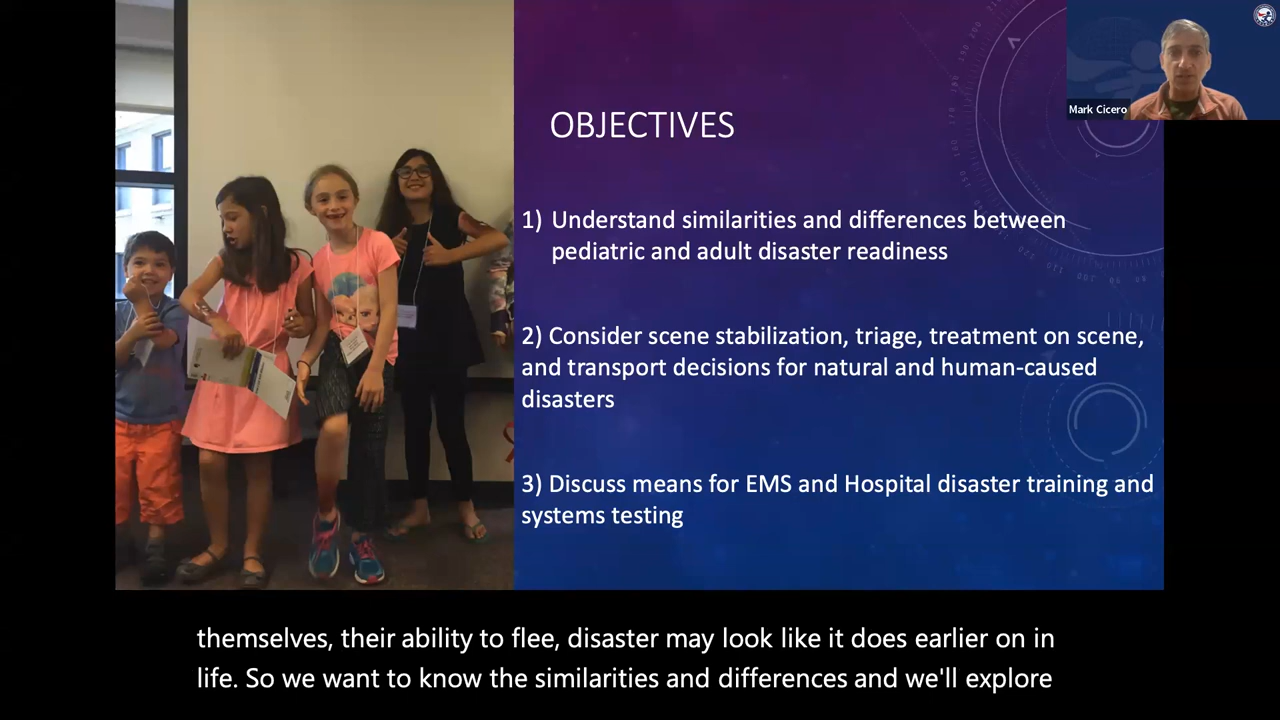 Mark Cicero
OBJECTIVES
1) Understand similarities and differences between
pediatric and adult disaster readiness
2) Consider scene stabilization, triage, treatment on scene,
and transport decisions for natural and human-caused
disasters
3) Discuss means for EMS and Hospital disaster training and
systems testing
themselves, their ability to flee, disaster may look like it does earlier on in
life. So we want to know the similarities and differences and we'll explore